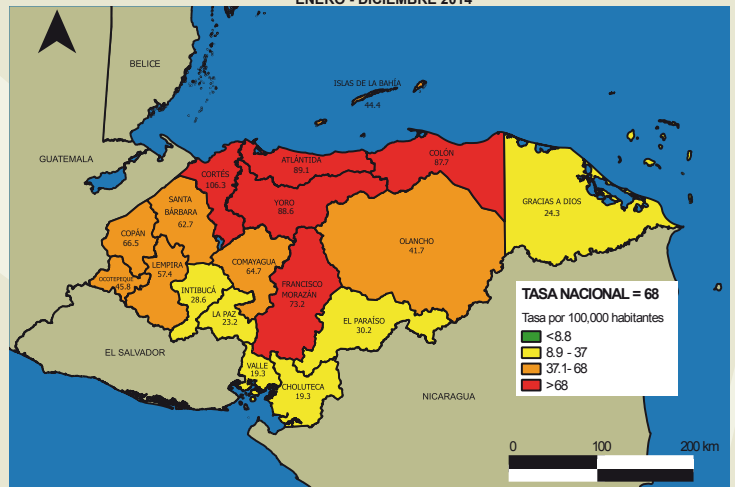 ENERO - DICIEMBRE 2014
BELICE
ISLAS DE LA BAHÍA
44.4
GUATEMALA
CORTÉS
106.3
ATLÁNTIDA
89.1
COLÓN
87.7
SANTA
BÁRBARA
62.7
YORO
88.6
GRACIAS A DIOS
24.3
COPÁN
66.5
OLANCHO
41.7
LEMPIRA
57.4
COMAYAGUA
64.7
OCOTEPEQUE
45.8
INTIBUCÁ
28.6
FRANCISCO
MORAZÁN
73.2
LA PAZ
23.2
EL PARAÍSO
30.2
EL SALVADOR
VALLE
19.3
CHOLUTECA
19.3
NICARAGUA
TASA NACIONAL = 68
Tasa por 100,000 habitantes
<8.8
8.9 - 37
37.1- 68
>68
0 100 200 km